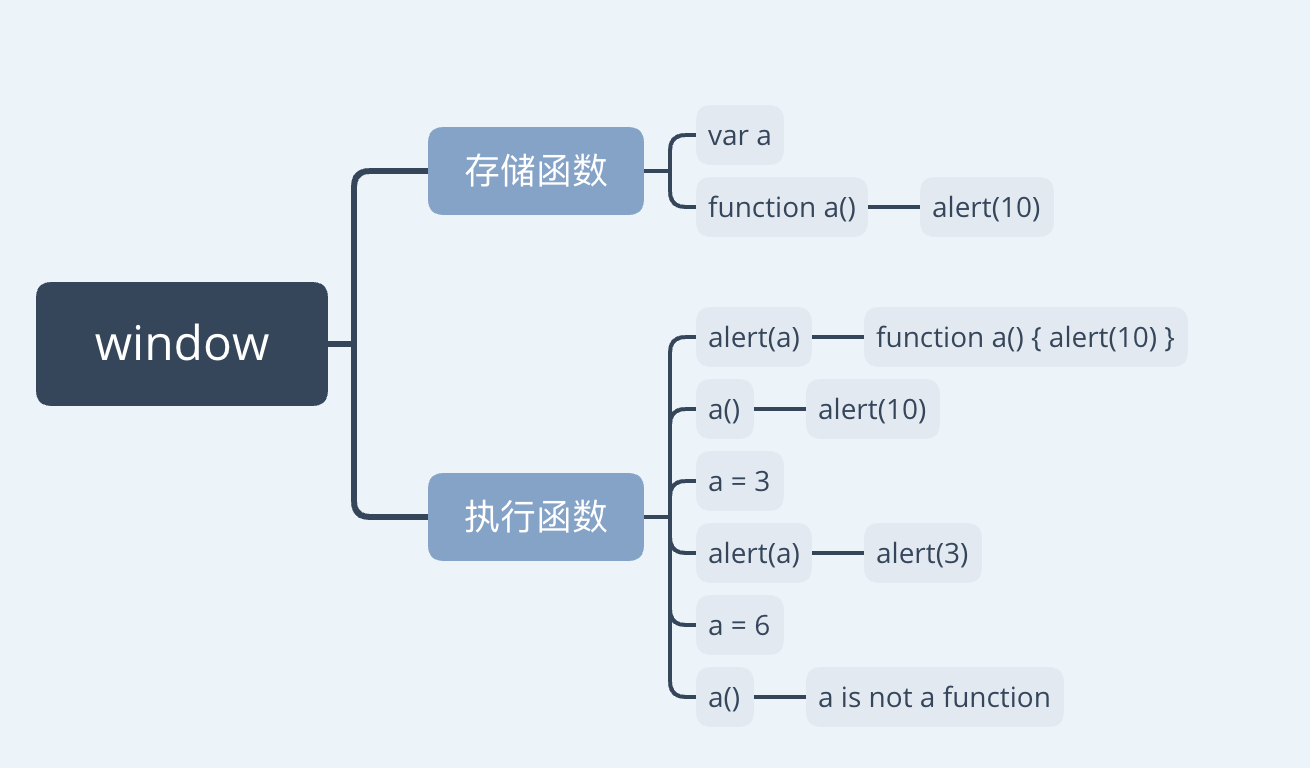 window
存储函数
var a
function a()
alert(10)
执行函数
alert(a)
function a() { alert(10) }
a()
alert(10)
a = 3
alert(a)
alert(3)
a = 6
a()
a is not a function